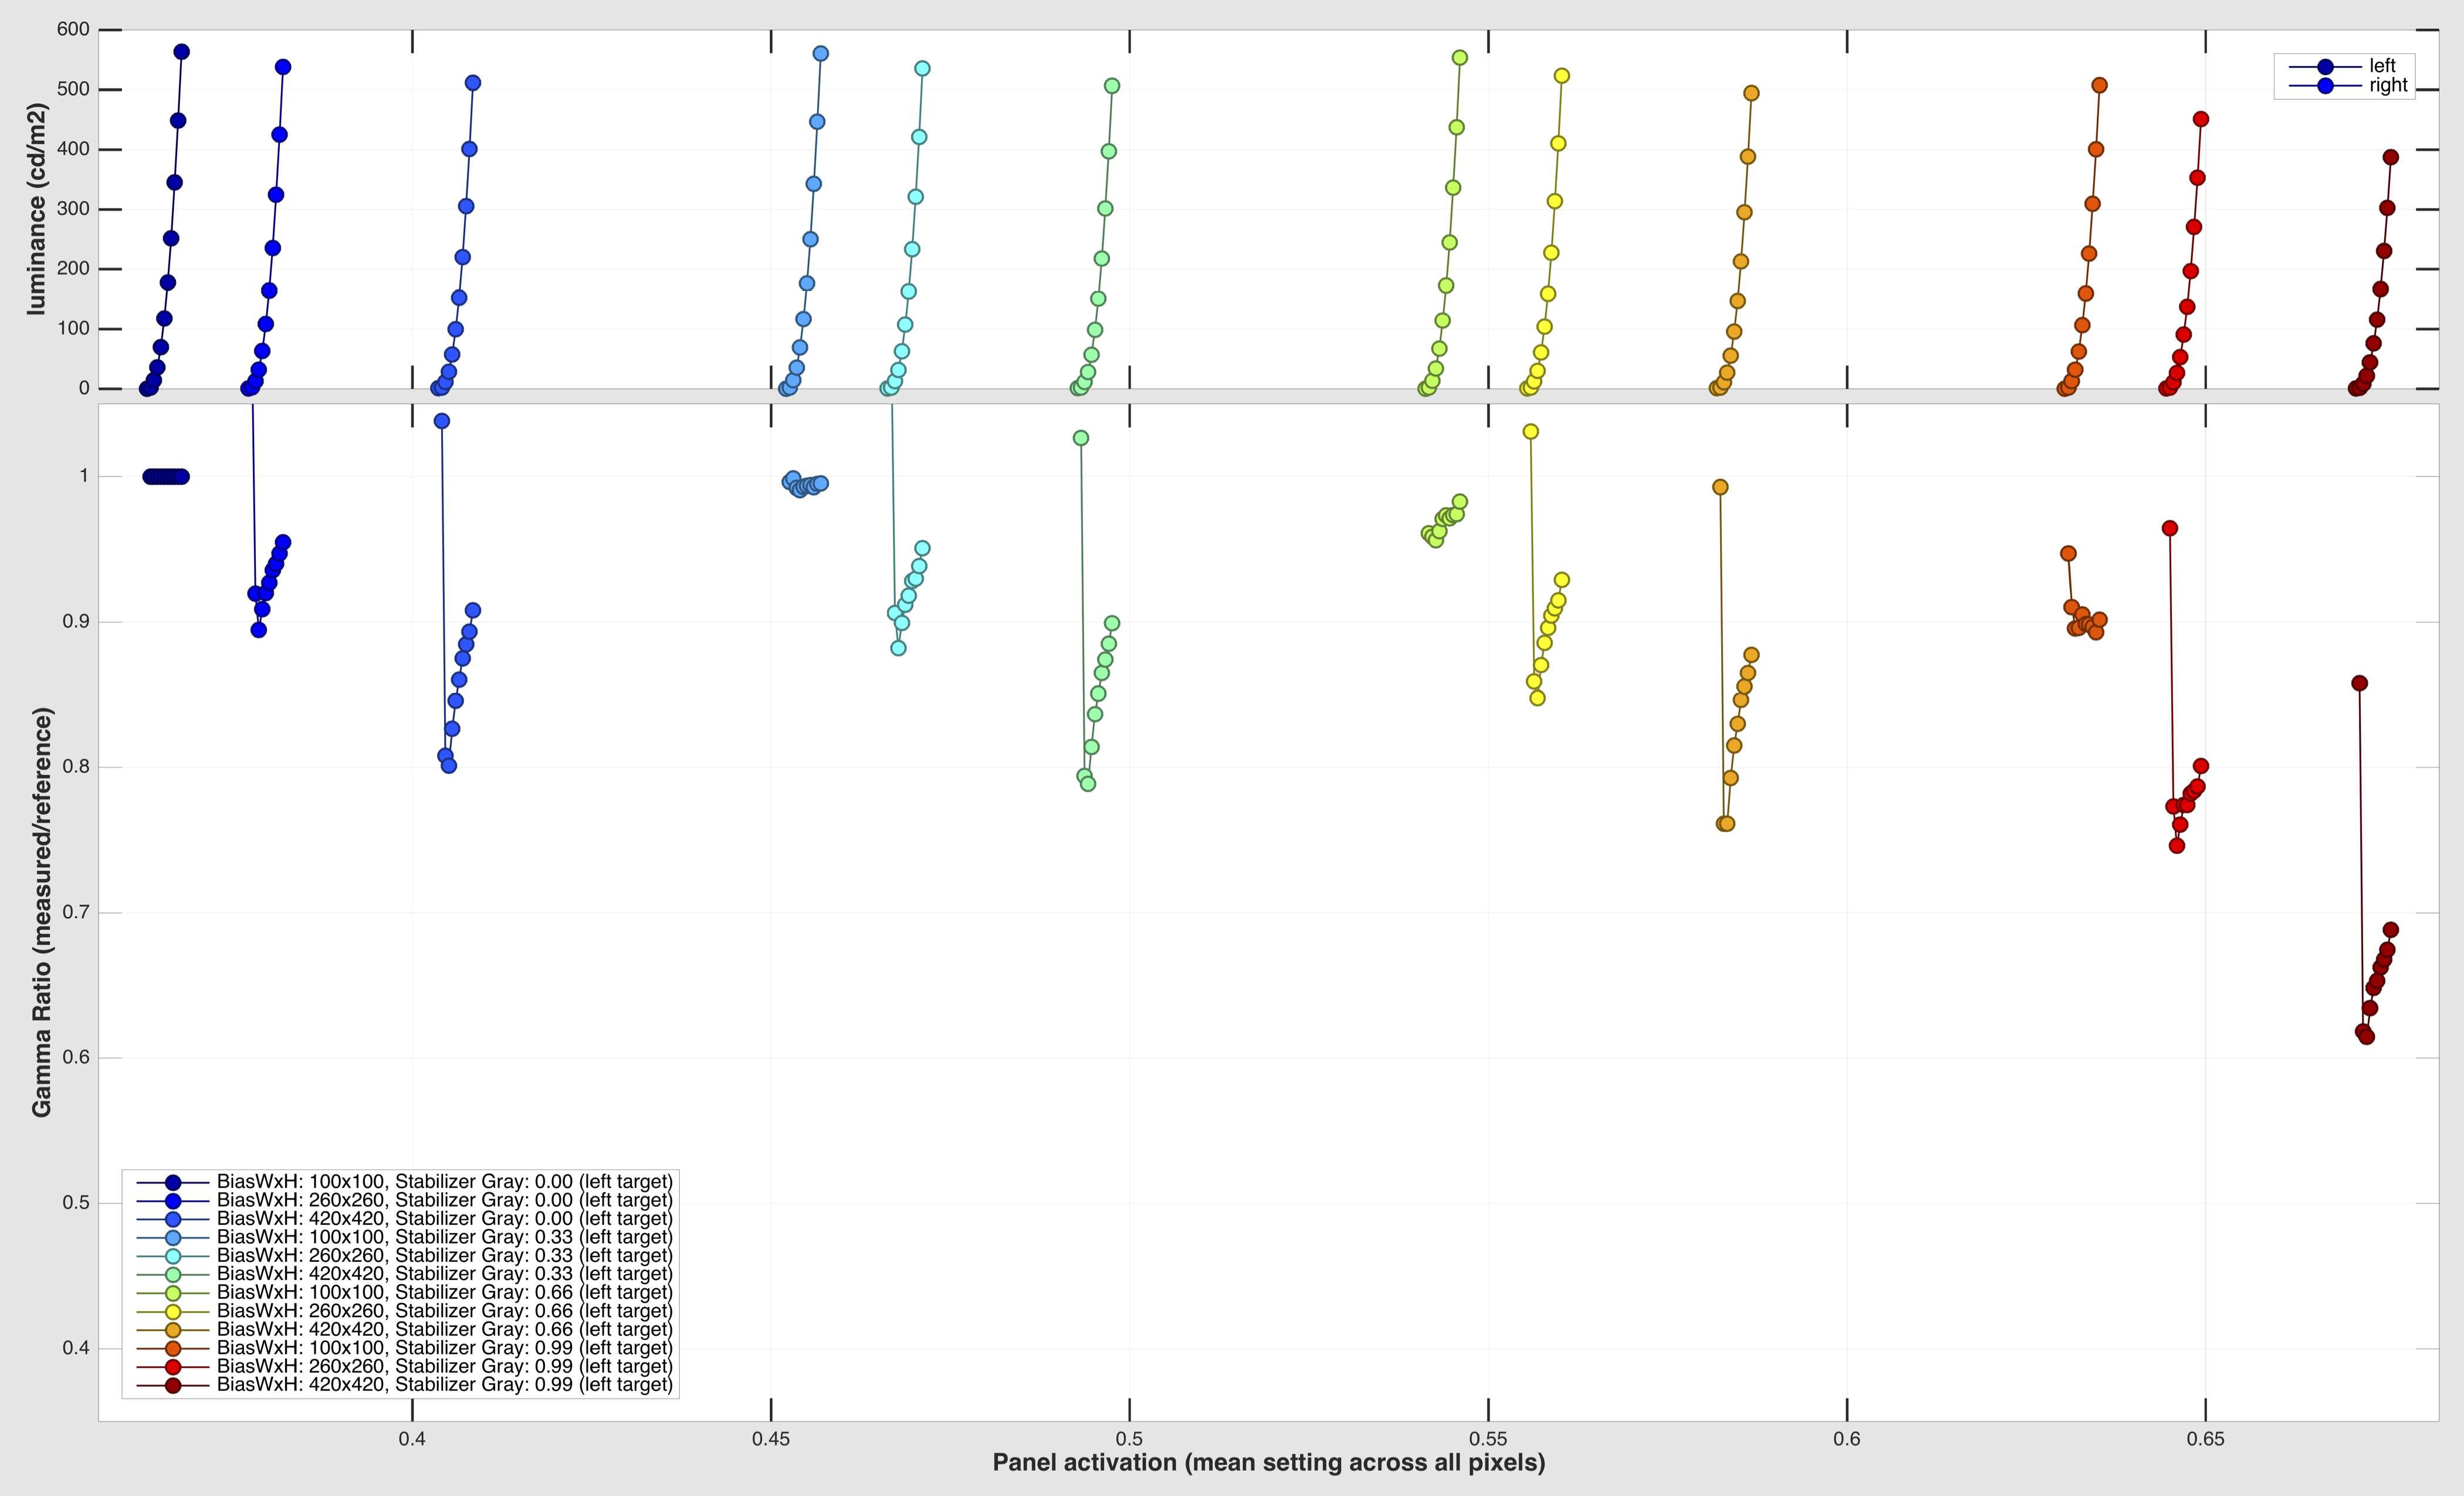 600
500
400
300
200
100
0
luminance (cd/m2)
left
right
1
0.9
0.8
0.7
0.6
0.5
0.4
Gamma Ratio (measured/reference)
BiasWxH: 100x100, Stabilizer Gray: 0.00 (left target)
BiasWxH: 260x260, Stabilizer Gray: 0.00 (left target)
BiasWxH: 420x420, Stabilizer Gray: 0.00 (left target)
BiasWxH: 100x100, Stabilizer Gray: 0.33 (left target)
BiasWxH: 260x260, Stabilizer Gray: 0.33 (left target)
BiasWxH: 420x420, Stabilizer Gray: 0.33 (left target)
BiasWxH: 100x100, Stabilizer Gray: 0.66 (left target)
BiasWxH: 260x260, Stabilizer Gray: 0.66 (left target)
BiasWxH: 420x420, Stabilizer Gray: 0.66 (left target)
BiasWxH: 100x100, Stabilizer Gray: 0.99 (left target)
BiasWxH: 260x260, Stabilizer Gray: 0.99 (left target)
BiasWxH: 420x420, Stabilizer Gray: 0.99 (left target)
0.4 0.45 0.5 0.55 0.6 0.65
Panel activation (mean setting across all pixels)